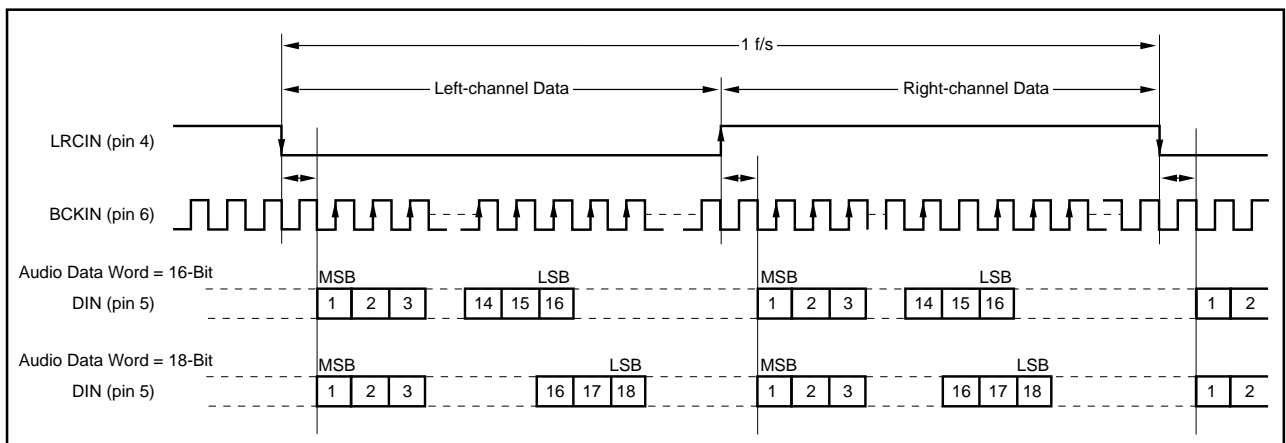 1 f/s
Left-channel Data
Right-channel Data
LRCIN (pin 4)
BCKIN (pin 6)
Audio Data Word = 16-Bit
MSB LSB MSB LSB
DIN (pin 5) 1 2 3 14 15 16 1 2 3 14 15 16 1 2
Audio Data Word = 18-Bit
MSB LSB MSB LSB
DIN (pin 5) 1 2 3 16 17 18 1 2 3 16 17 18 1 2